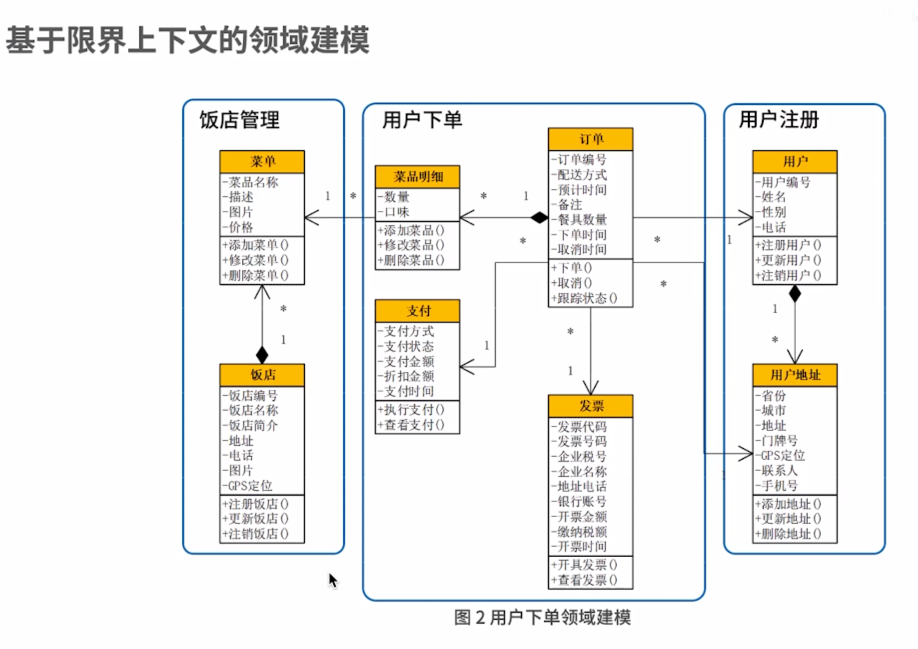 基于限界上下文的领域建模
饭店管理
菜单
-菜品名称
-描述
-图片
-价格
+添加菜单()
+修改菜单()
+删除菜单()
1
*
*
1
饭店
-饭店编号
-饭店名称
-饭店简介
-地址
-电话
-图片
-GPS定位
+注册饭店()
+更新饭店()
+注销饭店()
用户下单
菜品明细
-数量
-口味
+添加菜品()
+修改菜品()
+删除菜品()
*
1
订单
-订单编号
-配送方式
-预计时间
-备注
-餐具数量
-下单时间
-取消时间
+下单()
+取消()
+跟踪状态()
*
1
支付
-支付方式
-支付状态
-支付金额
-折扣金额
-支付时间
+执行支付()
+查看支付()
*
1
发票
-发票代码
-发票号码
-企业税号
-企业名称
-地址电话
-银行账号
-开票金额
-缴纳税额
-开票时间
+开具发票()
+查看发票()
*
1
*
1
用户注册
用户
-用户编号
-姓名
-性别
-电话
+注册用户()
+更新用户()
+注销用户()
1
*
用户地址
-省份
-城市
-地址
-门牌号
-GPS定位
-联系人
-手机号
+添加地址()
+更新地址()
+删除地址()
图 2 用户下单领域建模